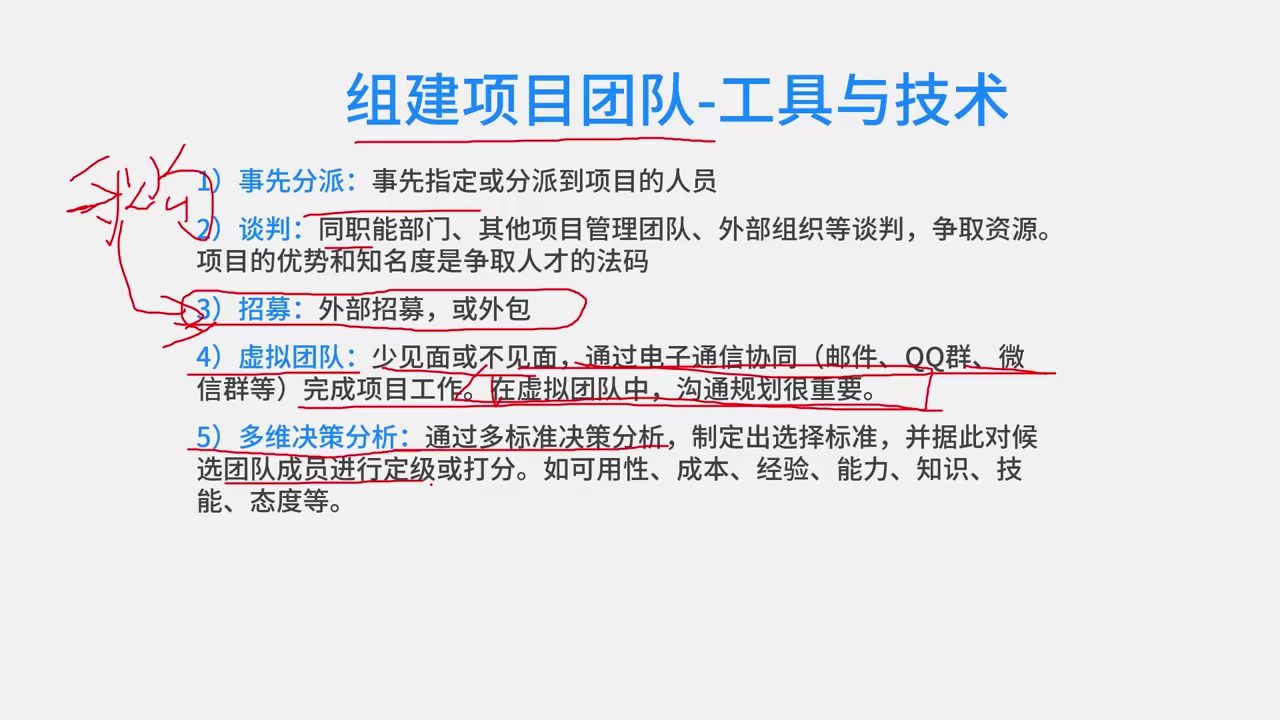 组建项目团队-工具与技术
1）事先分派：事先指定或分派到项目的人员
2）谈判：同职能部门、其他项目管理团队、外部组织等谈判，争取资源。
项目的优势和知名度是争取人才的法码
3）招募：外部招募，或外包
4）虚拟团队：少见面或不见面，通过电子通信协同（邮件、QQ群、微
信群等）完成项目工作。在虚拟团队中，沟通规划很重要。
5）多维决策分析：通过多标准决策分析，制定出选择标准，并据此对候
选团队成员进行定级或打分。如可用性、成本、经验、能力、知识、技
能、态度等。